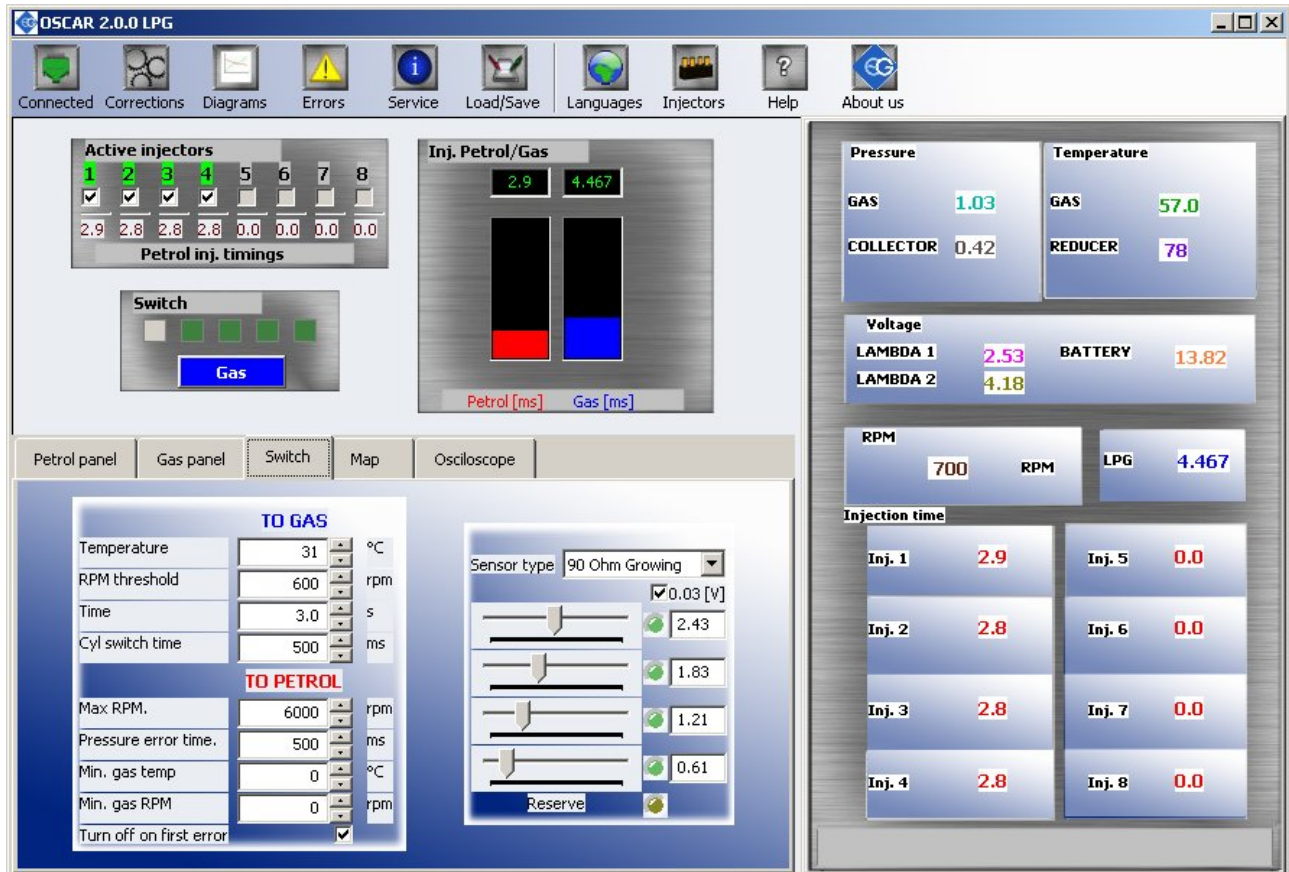 OSCAR 2.0.0 LPG
Connected Corrections Diagrams Errors Service Load/Save Languages Injectors Help About us
Active injectors
1 2 3 4 5 6 7 8
2.9 2.8 2.8 2.8 0.0 0.0 0.0 0.0
Petrol inj. timings
Switch
Gas
Inj. Petrol/Gas
2.9 4.467
Petrol [ms] Gas [ms]
Petrol panel Gas panel Switch Map Osciloscope
TO GAS
Temperature 31 °C
RPM threshold 600 rpm
Time 3.0 s
Cyl switch time 500 ms
TO PETROL
Max RPM. 6000 rpm
Pressure error time. 500 ms
Min. gas temp 0 °C
Min. gas RPM 0 rpm
Turn off on first error
Sensor type 90 Ohm Growing
0.03 [V]
2.43
1.83
1.21
0.61
Reserve
Pressure
GAS 1.03
COLLECTOR 0.42
Temperature
GAS 57.0
REDUCER 78
Voltage
LAMBDA 1 2.53 BATTERY 13.82
LAMBDA 2 4.18
RPM
700 RPM
LPG 4.467
Injection time
Inj. 1 2.9 Inj. 5 0.0
Inj. 2 2.8 Inj. 6 0.0
Inj. 3 2.8 Inj. 7 0.0
Inj. 4 2.8 Inj. 8 0.0